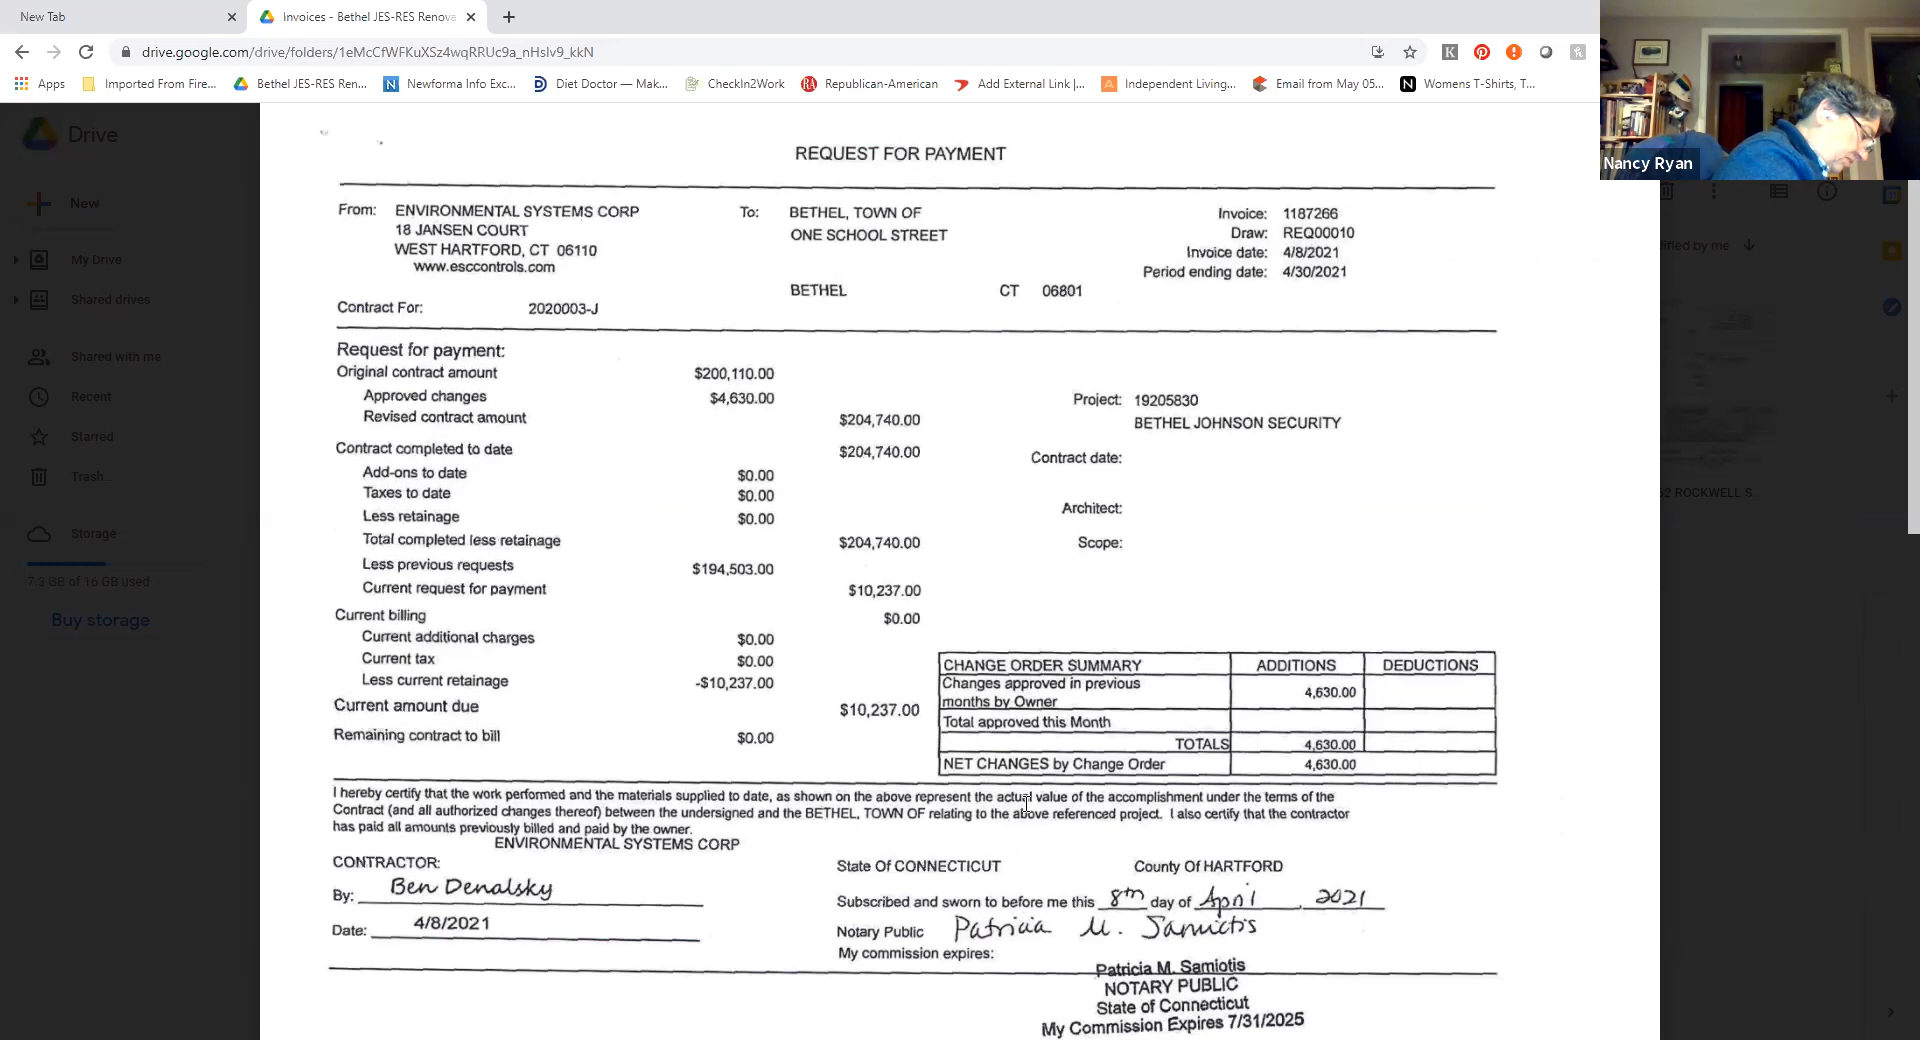 New Tab
Invoices - Bethel JES-RES Renova
drive.google.com/drive/folders/1eMcCfWFKuXSz4wqRRUc9a_nHslv9_kkN
Apps Imported From Fire... Bethel JES-RES Ren... Newforma Info Exc... Diet Doctor — Mak... CheckIn2Work Republican-American Add External Link |... Independent Living... Email from May 05... Womens T-Shirts, T...
Nancy Ryan
Drive
New
My Drive
Shared drives
Shared with me
Recent
Starred
Trash
Storage
7.3 GB of 16 GB used
Buy storage
ified by me
62 ROCKWELL S...
REQUEST FOR PAYMENT
From: ENVIRONMENTAL SYSTEMS CORP To: BETHEL, TOWN OF Invoice: 1187266
18 JANSEN COURT ONE SCHOOL STREET Draw: REQ00010
WEST HARTFORD, CT 06110 Invoice date: 4/8/2021
www.esccontrols.com Period ending date: 4/30/2021
BETHEL CT 06801
Contract For: 2020003-J
Request for payment:
Original contract amount $200,110.00
Approved changes $4,630.00 Project: 19205830
Revised contract amount $204,740.00 BETHEL JOHNSON SECURITY
Contract completed to date $204,740.00 Contract date:
Add-ons to date $0.00
Taxes to date $0.00
Less retainage $0.00 Architect:
Total completed less retainage $204,740.00 Scope:
Less previous requests $194,503.00
Current request for payment $10,237.00
Current billing $0.00
Current additional charges $0.00
Current tax $0.00
Less current retainage -$10,237.00
Current amount due $10,237.00
Remaining contract to bill $0.00
CHANGE ORDER SUMMARY ADDITIONS DEDUCTIONS
Changes approved in previous
months by Owner 4,630.00
Total approved this Month
TOTALS 4,630.00
NET CHANGES by Change Order 4,630.00
I hereby certify that the work performed and the materials supplied to date, as shown on the above represent the actual value of the accomplishment under the terms of the
Contract (and all authorized changes thereof) between the undersigned and the BETHEL, TOWN OF relating to the above referenced project. I also certify that the contractor
has paid all amounts previously billed and paid by the owner.
ENVIRONMENTAL SYSTEMS CORP
CONTRACTOR: State Of CONNECTICUT County Of HARTFORD
By: Ben Denalsky Subscribed and sworn to before me this 8th day of April, 2021
Date: 4/8/2021 Notary Public Patricia M. Samiotis
My commission expires:
Patricia M. Samiotis
NOTARY PUBLIC
State of Connecticut
My Commission Expires 7/31/2025